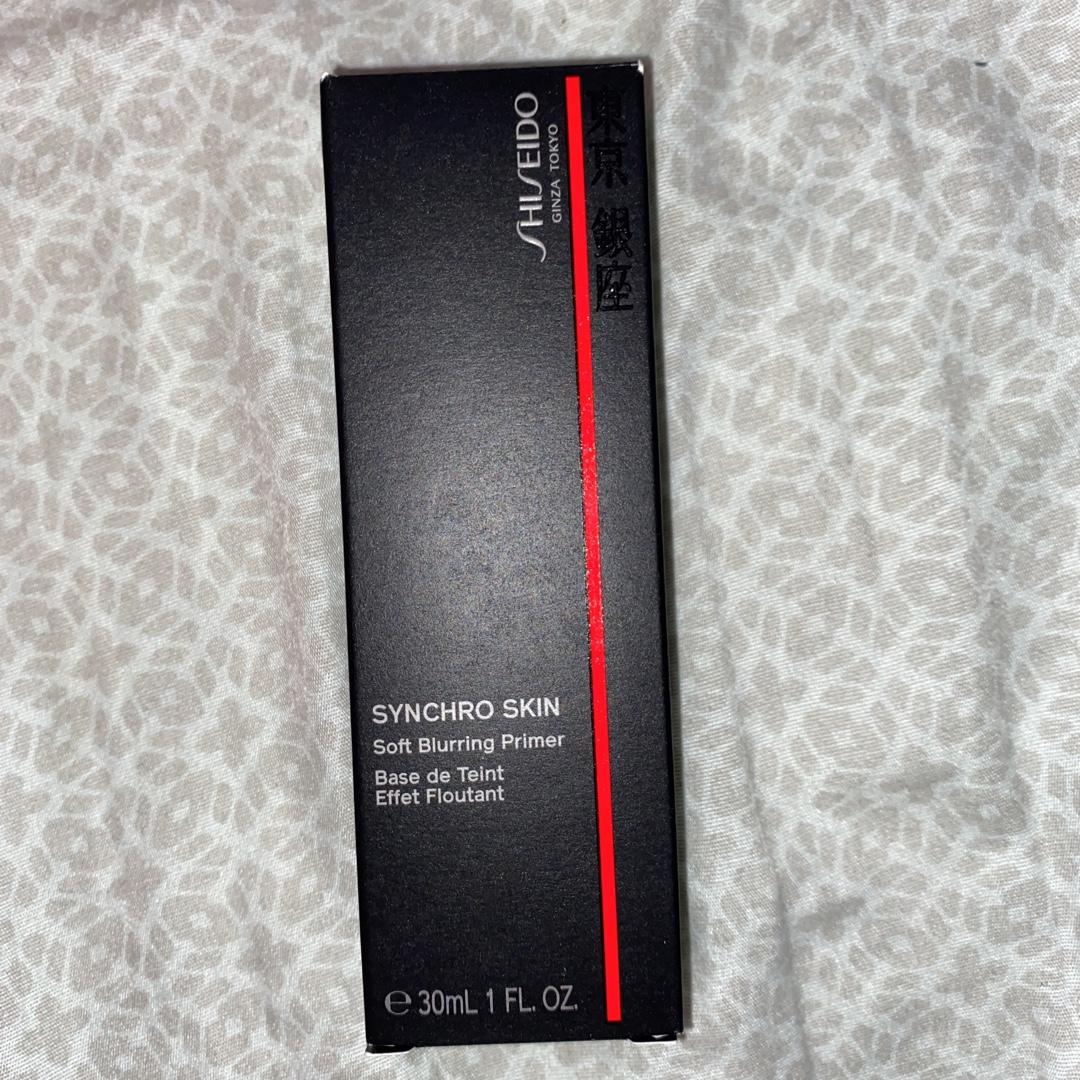 SHISEIDO
GINZA TOKYO
東京 銀座
SYNCHRO SKIN
Soft Blurring Primer
Base de Teint
Effet Floutant
℮ 30mL 1 FL. OZ.